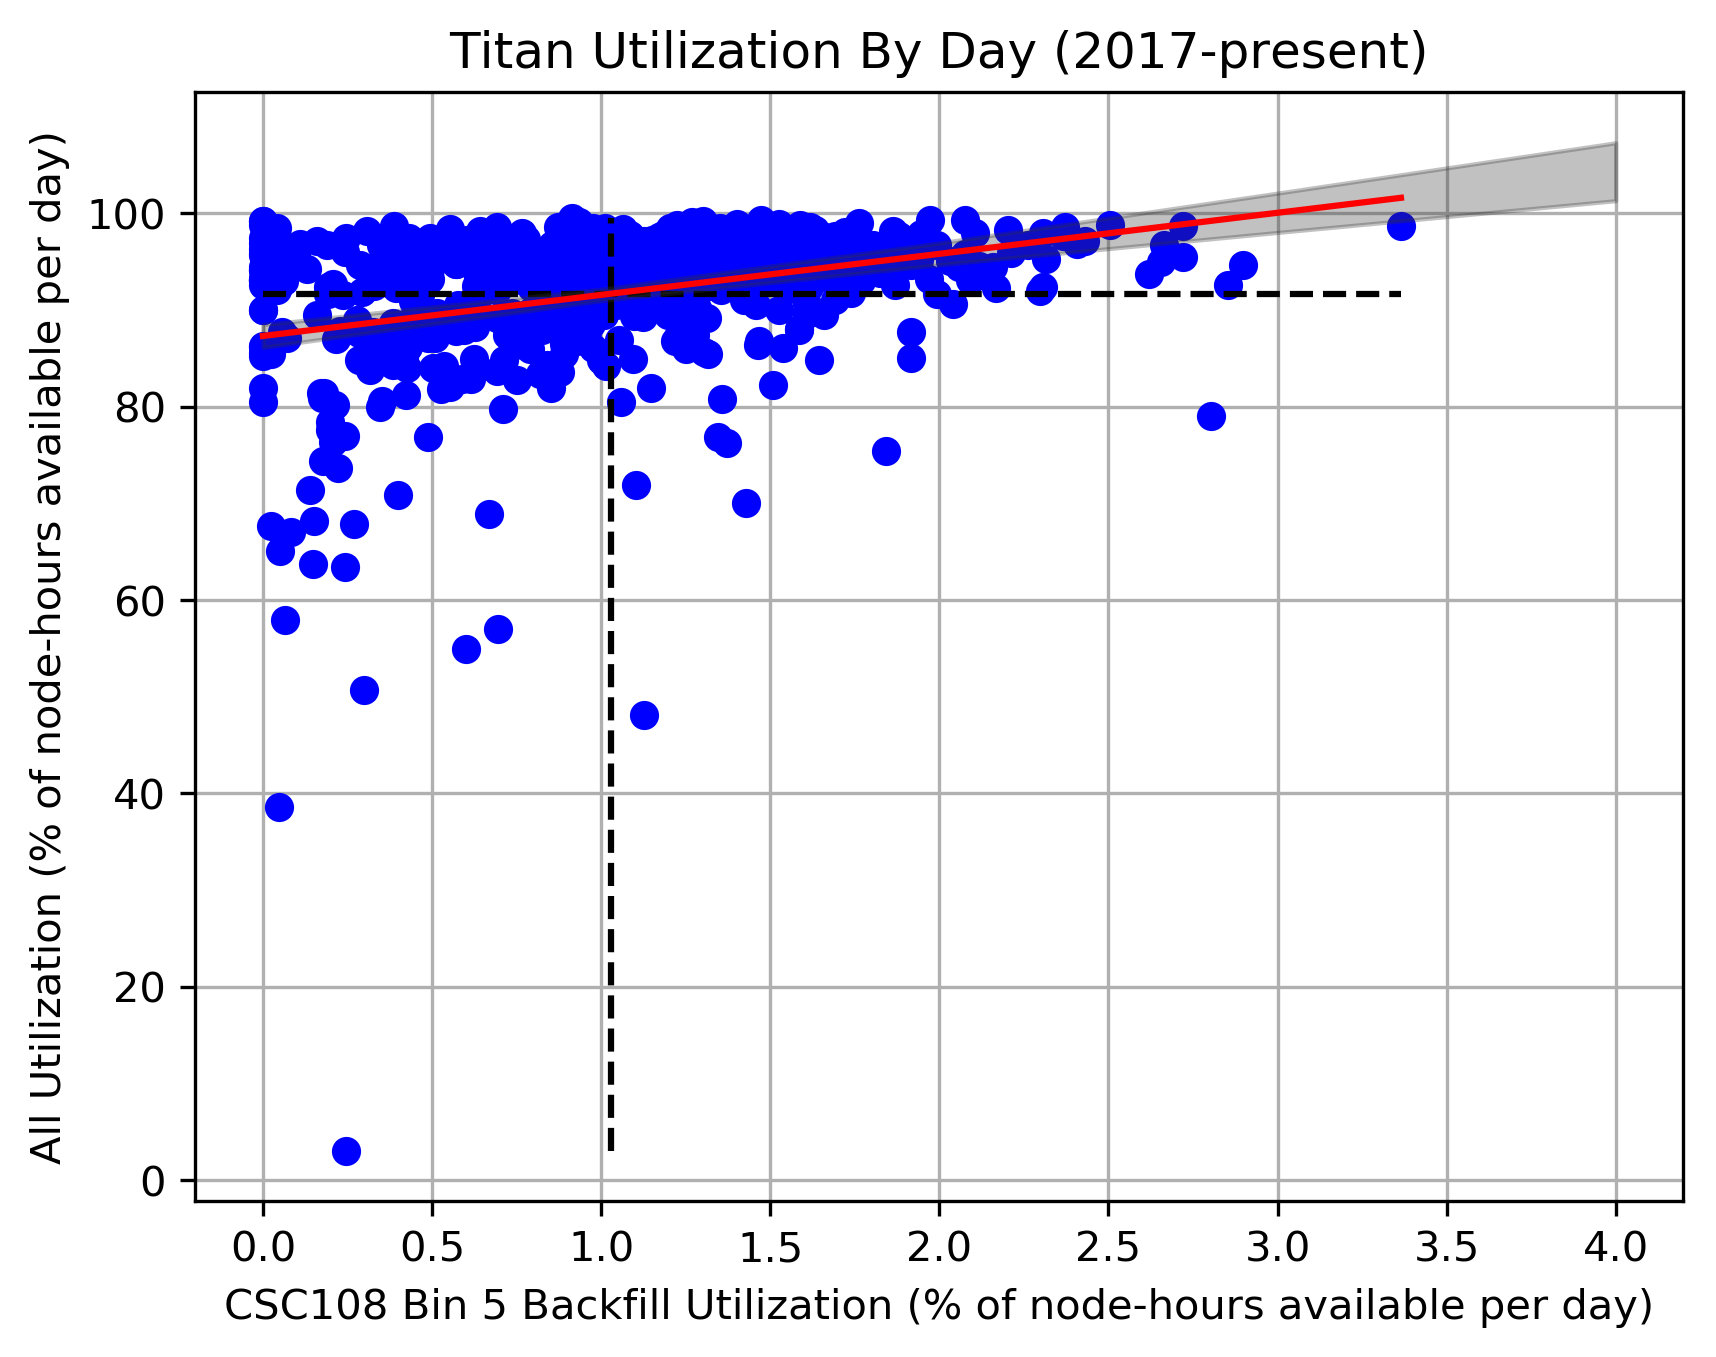 Titan Utilization By Day (2017-present)
All Utilization (% of node-hours available per day)
100
80
60
40
20
0
0.0 0.5 1.0 1.5 2.0 2.5 3.0 3.5 4.0
CSC108 Bin 5 Backfill Utilization (% of node-hours available per day)